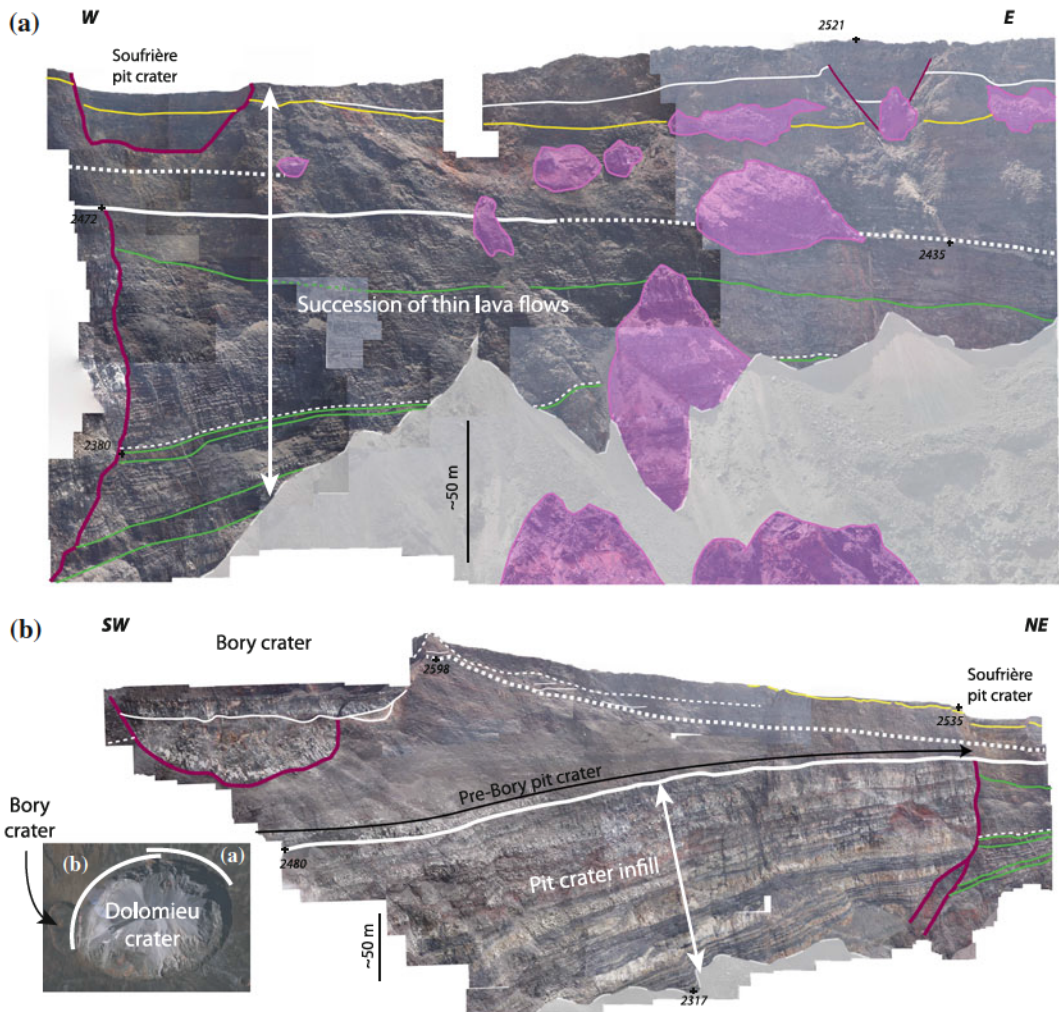 (a)
W
E
Soufrière
pit crater
2521
2472
2435
Succession of thin lava flows
2380
~50 m
(b)
SW
NE
Bory crater
2598
Soufrière
pit crater
2535
Pre-Bory pit crater
2480
Pit crater infill
Bory
crater
(b)
(a)
Dolomieu
crater
~50 m
2317